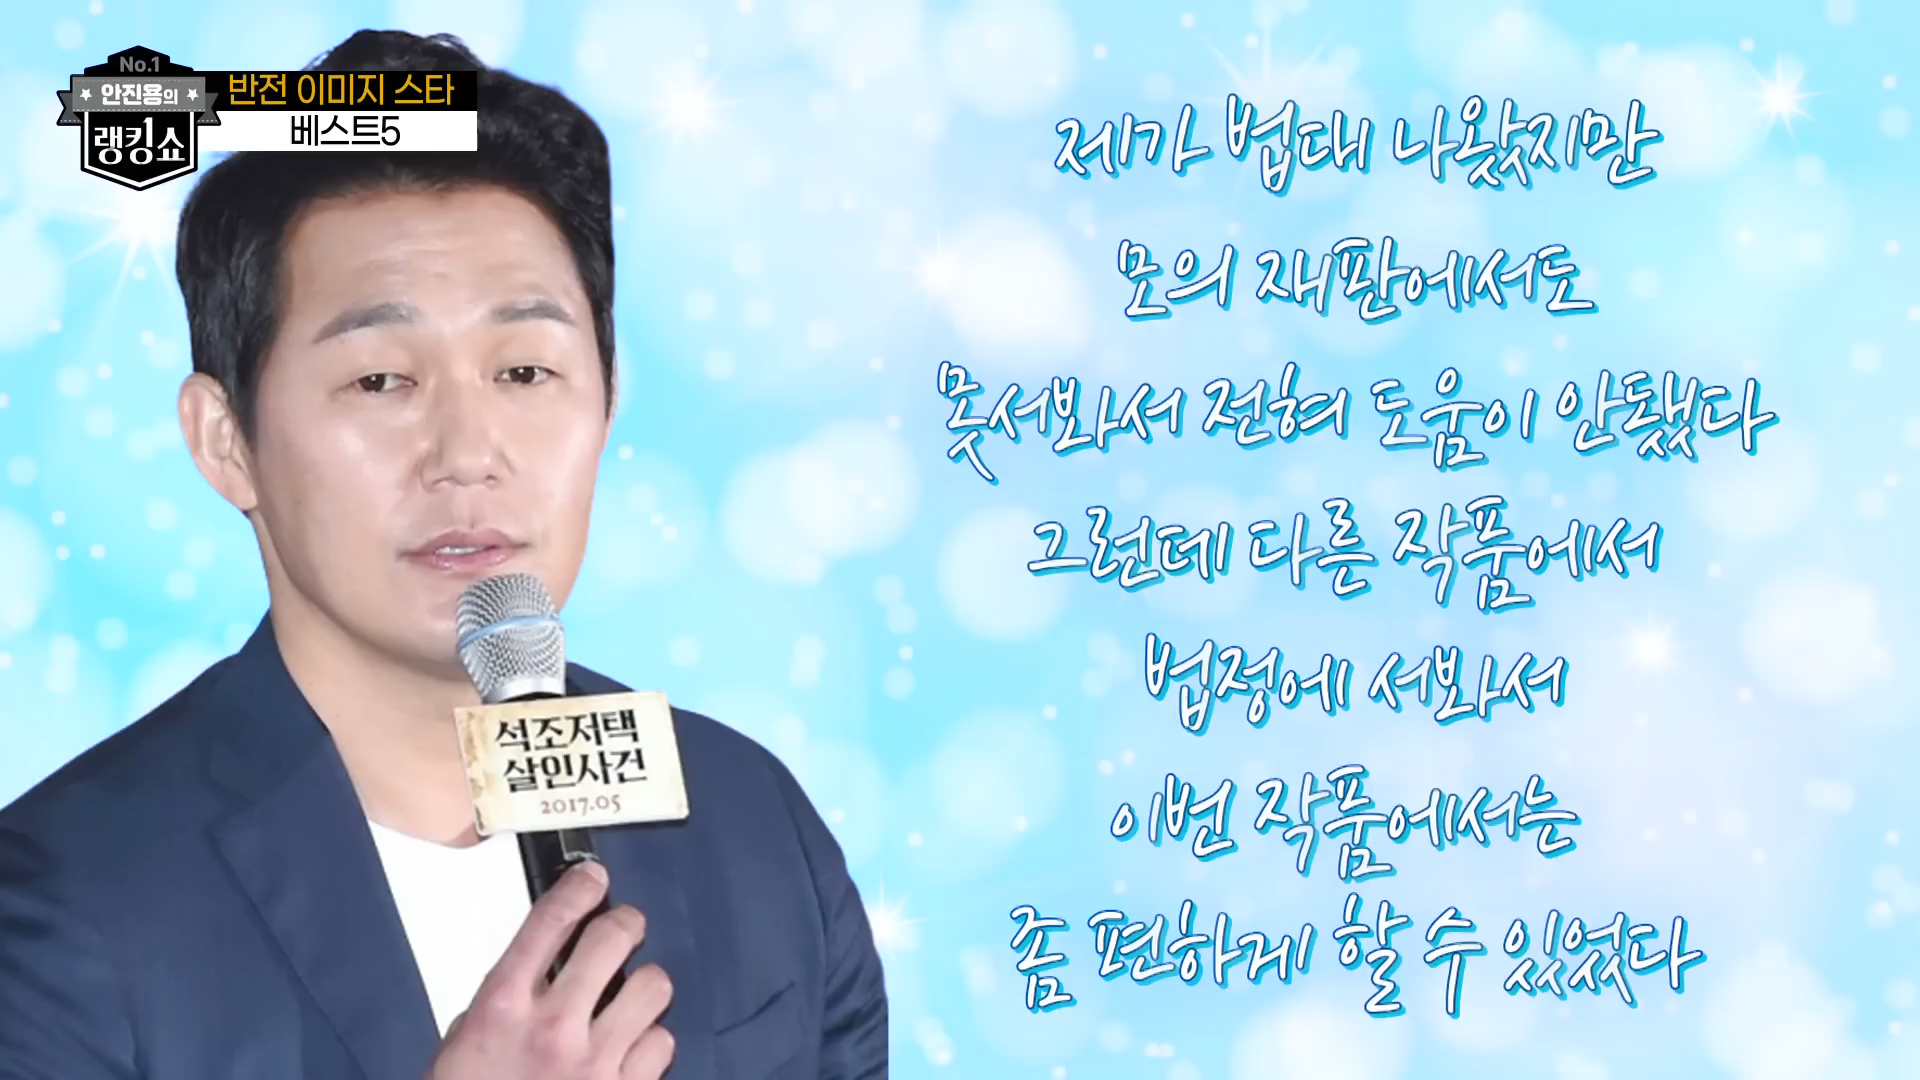 No.1
안진용의
랭킹쇼
반전 이미지 스타
베스트5
제가 법대 나왔지만
모의 재판에서도
못서봐서 전혀 도움이 안됐다
그런데 다른 작품에서
법정에 서봐서
이번 작품에서는
좀 편하게 할 수 있었다
석조저택
살인사건
2017.05